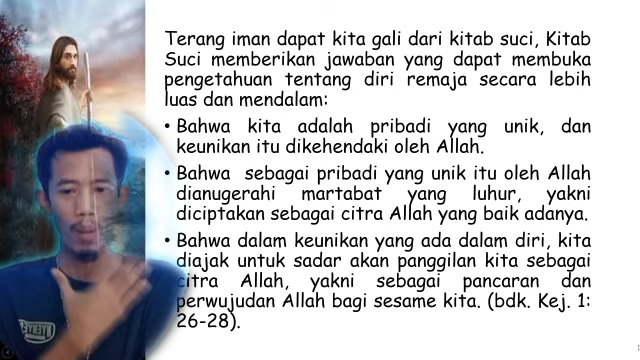 Terang iman dapat kita gali dari kitab suci, Kitab
Suci memberikan jawaban yang dapat membuka
pengetahuan tentang diri remaja secara lebih
luas dan mendalam:
• Bahwa kita adalah pribadi yang unik, dan
keunikan itu dikehendaki oleh Allah.
• Bahwa sebagai pribadi yang unik itu oleh Allah
dianugerahi martabat yang luhur, yakni
diciptakan sebagai citra Allah yang baik adanya.
• Bahwa dalam keunikan yang ada dalam diri, kita
diajak untuk sadar akan panggilan kita sebagai
citra Allah, yakni sebagai pancaran dan
perwujudan Allah bagi sesame kita. (bdk. Kej. 1:
26-28).